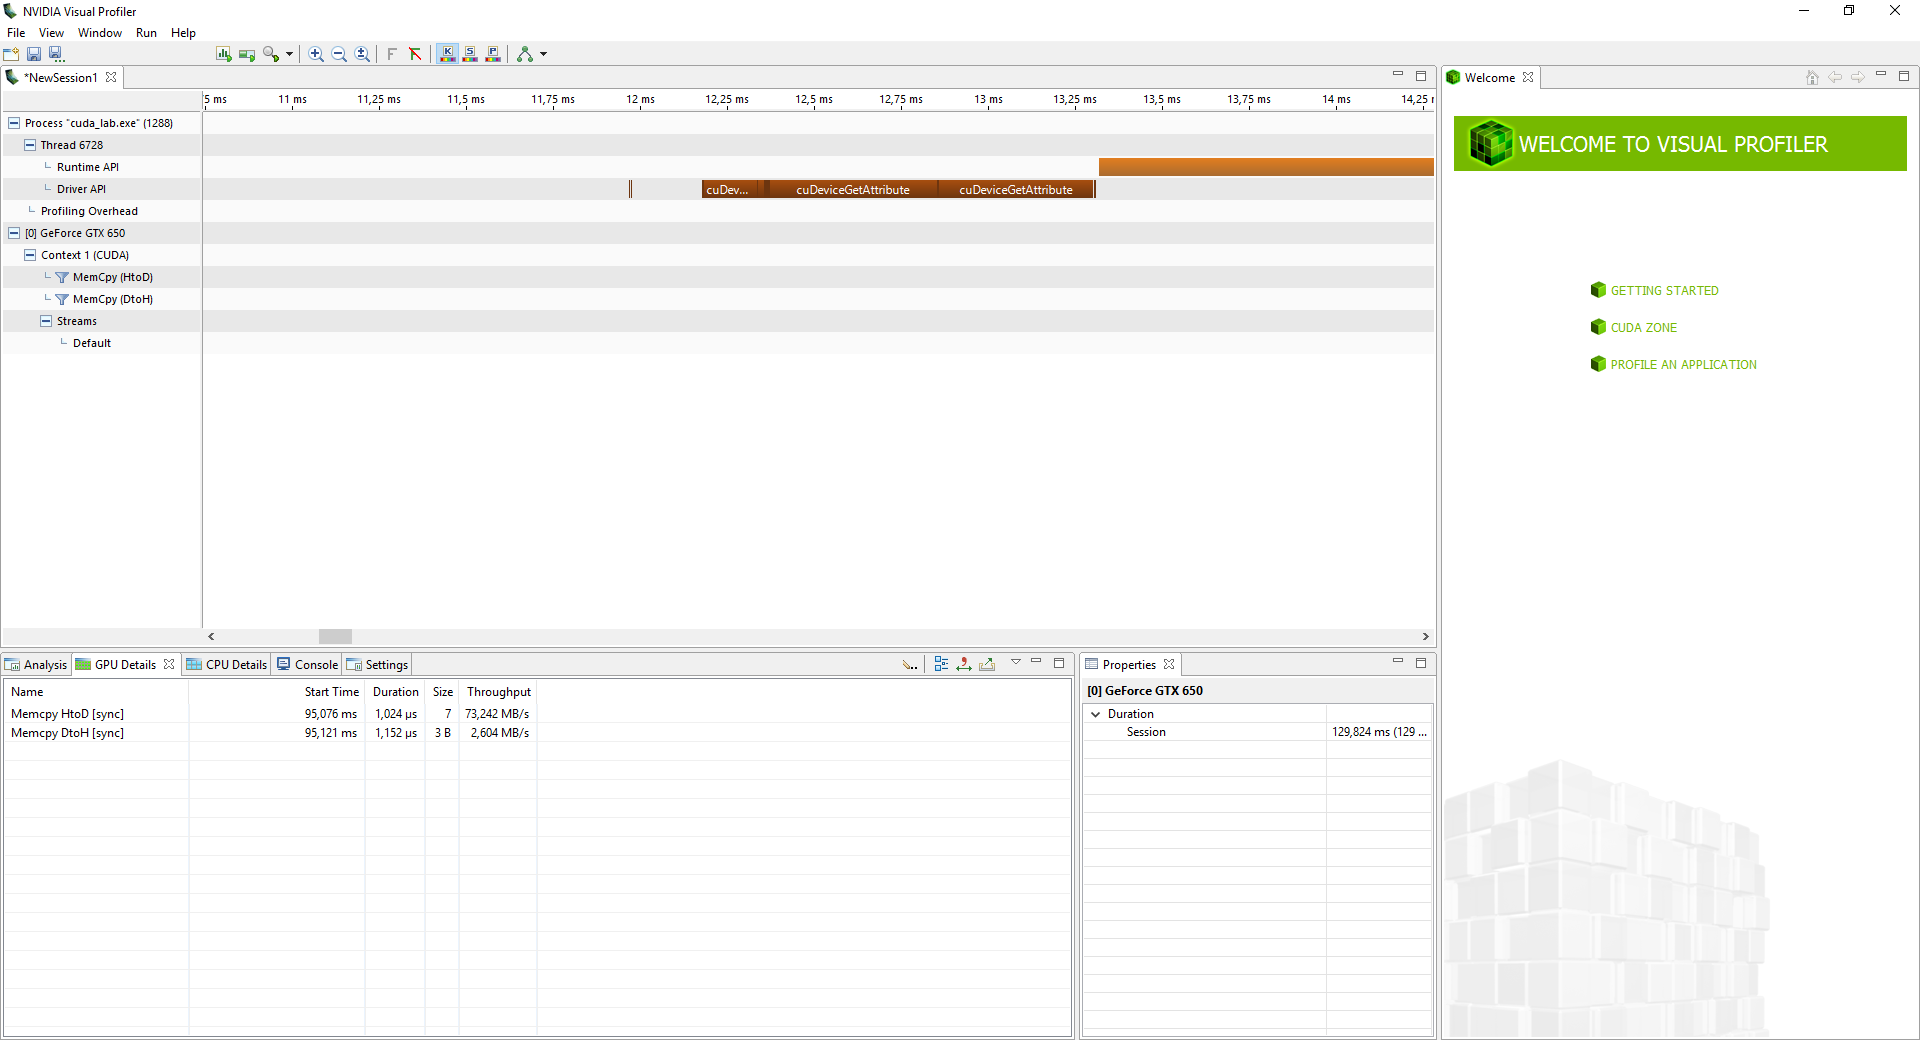 NVIDIA Visual Profiler
File View Window Run Help
*NewSession1
5 ms 11 ms 11,25 ms 11,5 ms 11,75 ms 12 ms 12,25 ms 12,5 ms 12,75 ms 13 ms 13,25 ms 13,5 ms 13,75 ms 14 ms 14,25
Process "cuda_lab.exe" (1288)
Thread 6728
Runtime API
Driver API
cuDev... cuDeviceGetAttribute cuDeviceGetAttribute
Profiling Overhead
[0] GeForce GTX 650
Context 1 (CUDA)
MemCpy (HtoD)
MemCpy (DtoH)
Streams
Default
F K S P
Welcome
WELCOME TO VISUAL PROFILER
GETTING STARTED
CUDA ZONE
PROFILE AN APPLICATION
Analysis GPU Details CPU Details Console Settings
Name Start Time Duration Size Throughput
Memcpy HtoD [sync] 95,076 ms 1,024 µs 7 73,242 MB/s
Memcpy DtoH [sync] 95,121 ms 1,152 µs 3 B 2,604 MB/s
Properties
[0] GeForce GTX 650
Duration
Session 129,824 ms (129 ...